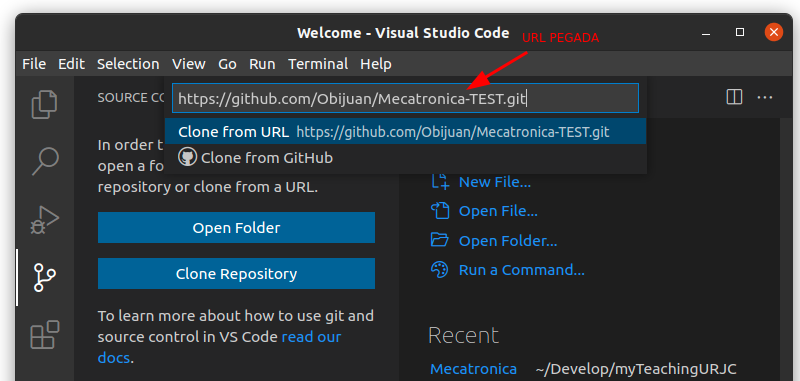 Welcome - Visual Studio Code
URL PEGADA
File Edit Selection View Go Run Terminal Help
https://github.com/Obijuan/Mecatronica-TEST.git
SOURCE CO
Clone from URL https://github.com/Obijuan/Mecatronica-TEST.git
Clone from GitHub
In order t
open a fo
repository or clone from a URL.
Open Folder
Clone Repository
To learn more about how to use git and
source control in VS Code read our
docs.
New File...
Open File...
Open Folder...
Run a Command...
Recent
Mecatronica ~/Develop/myTeachingURJC